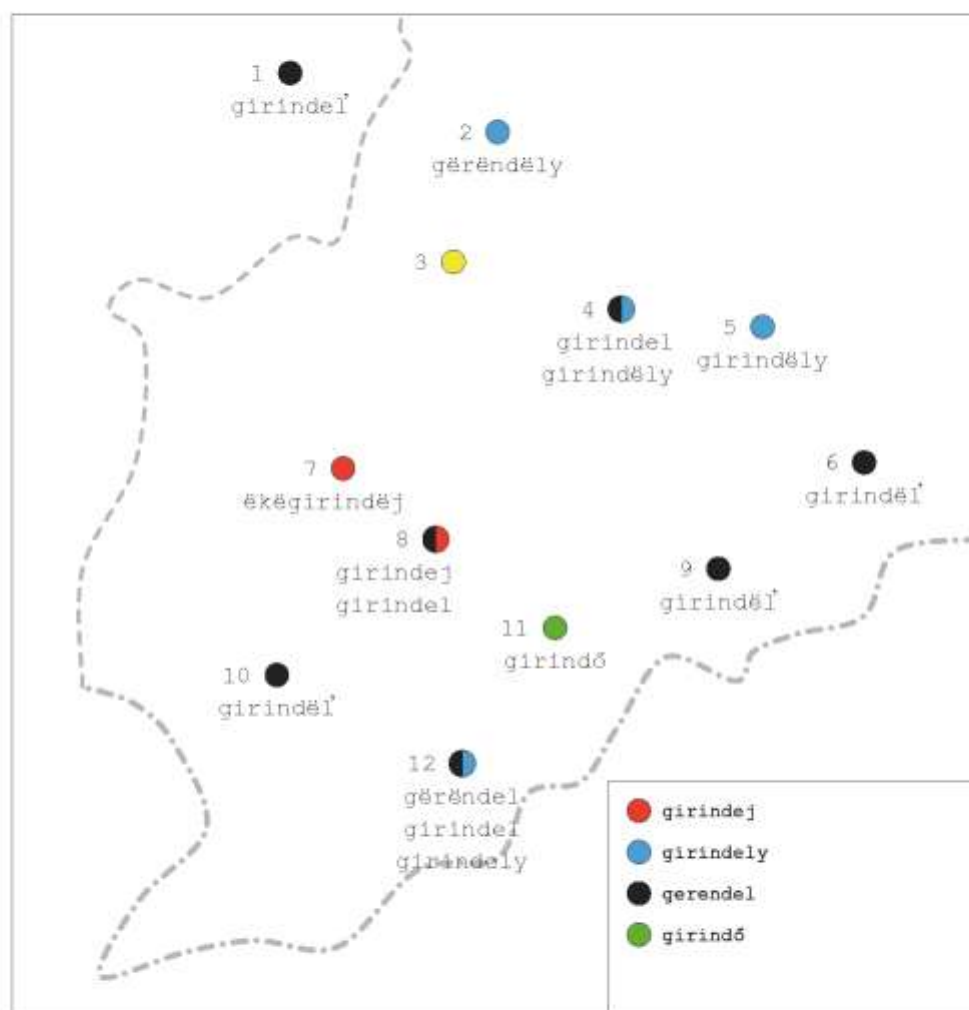 1
girindel̕
2
gërëndëly
3
4
girindel
girindëly
5
girindëly
6
girindël̕
7
ëkëgirindëj
8
girindej
girindel
9
girindël̕
10
girindël̕
11
girindő
12
gërëndel
girindel
girëndely
girindej
girindely
gerendel
girindő